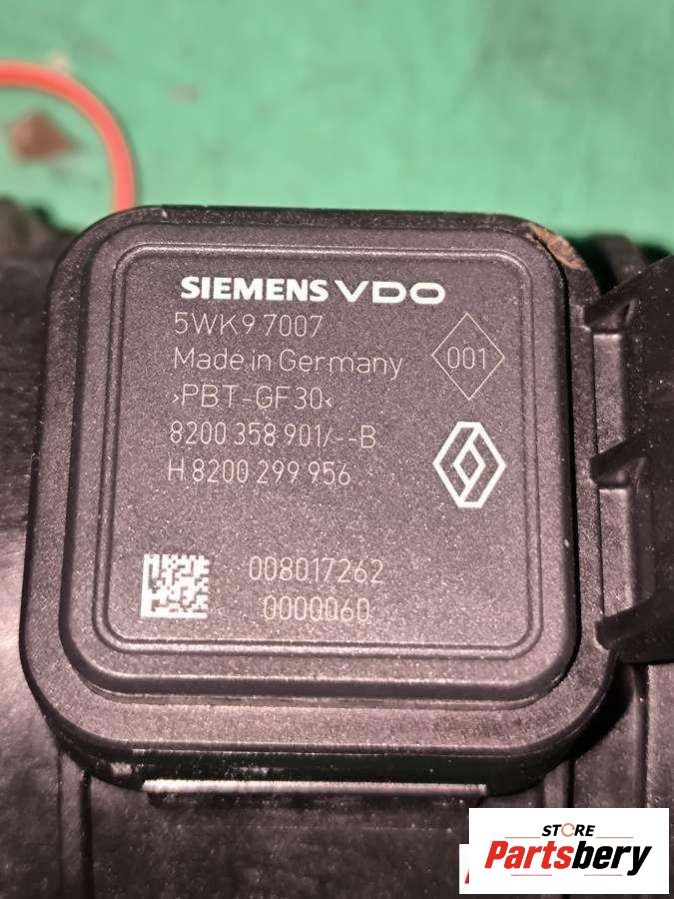 SIEMENS VDO
5WK9 7007
Made in Germany
001
>PBT-GF30<
8200 358 901/--B
H 8200 299 956
008017262
0000060
STORE
Partsbery